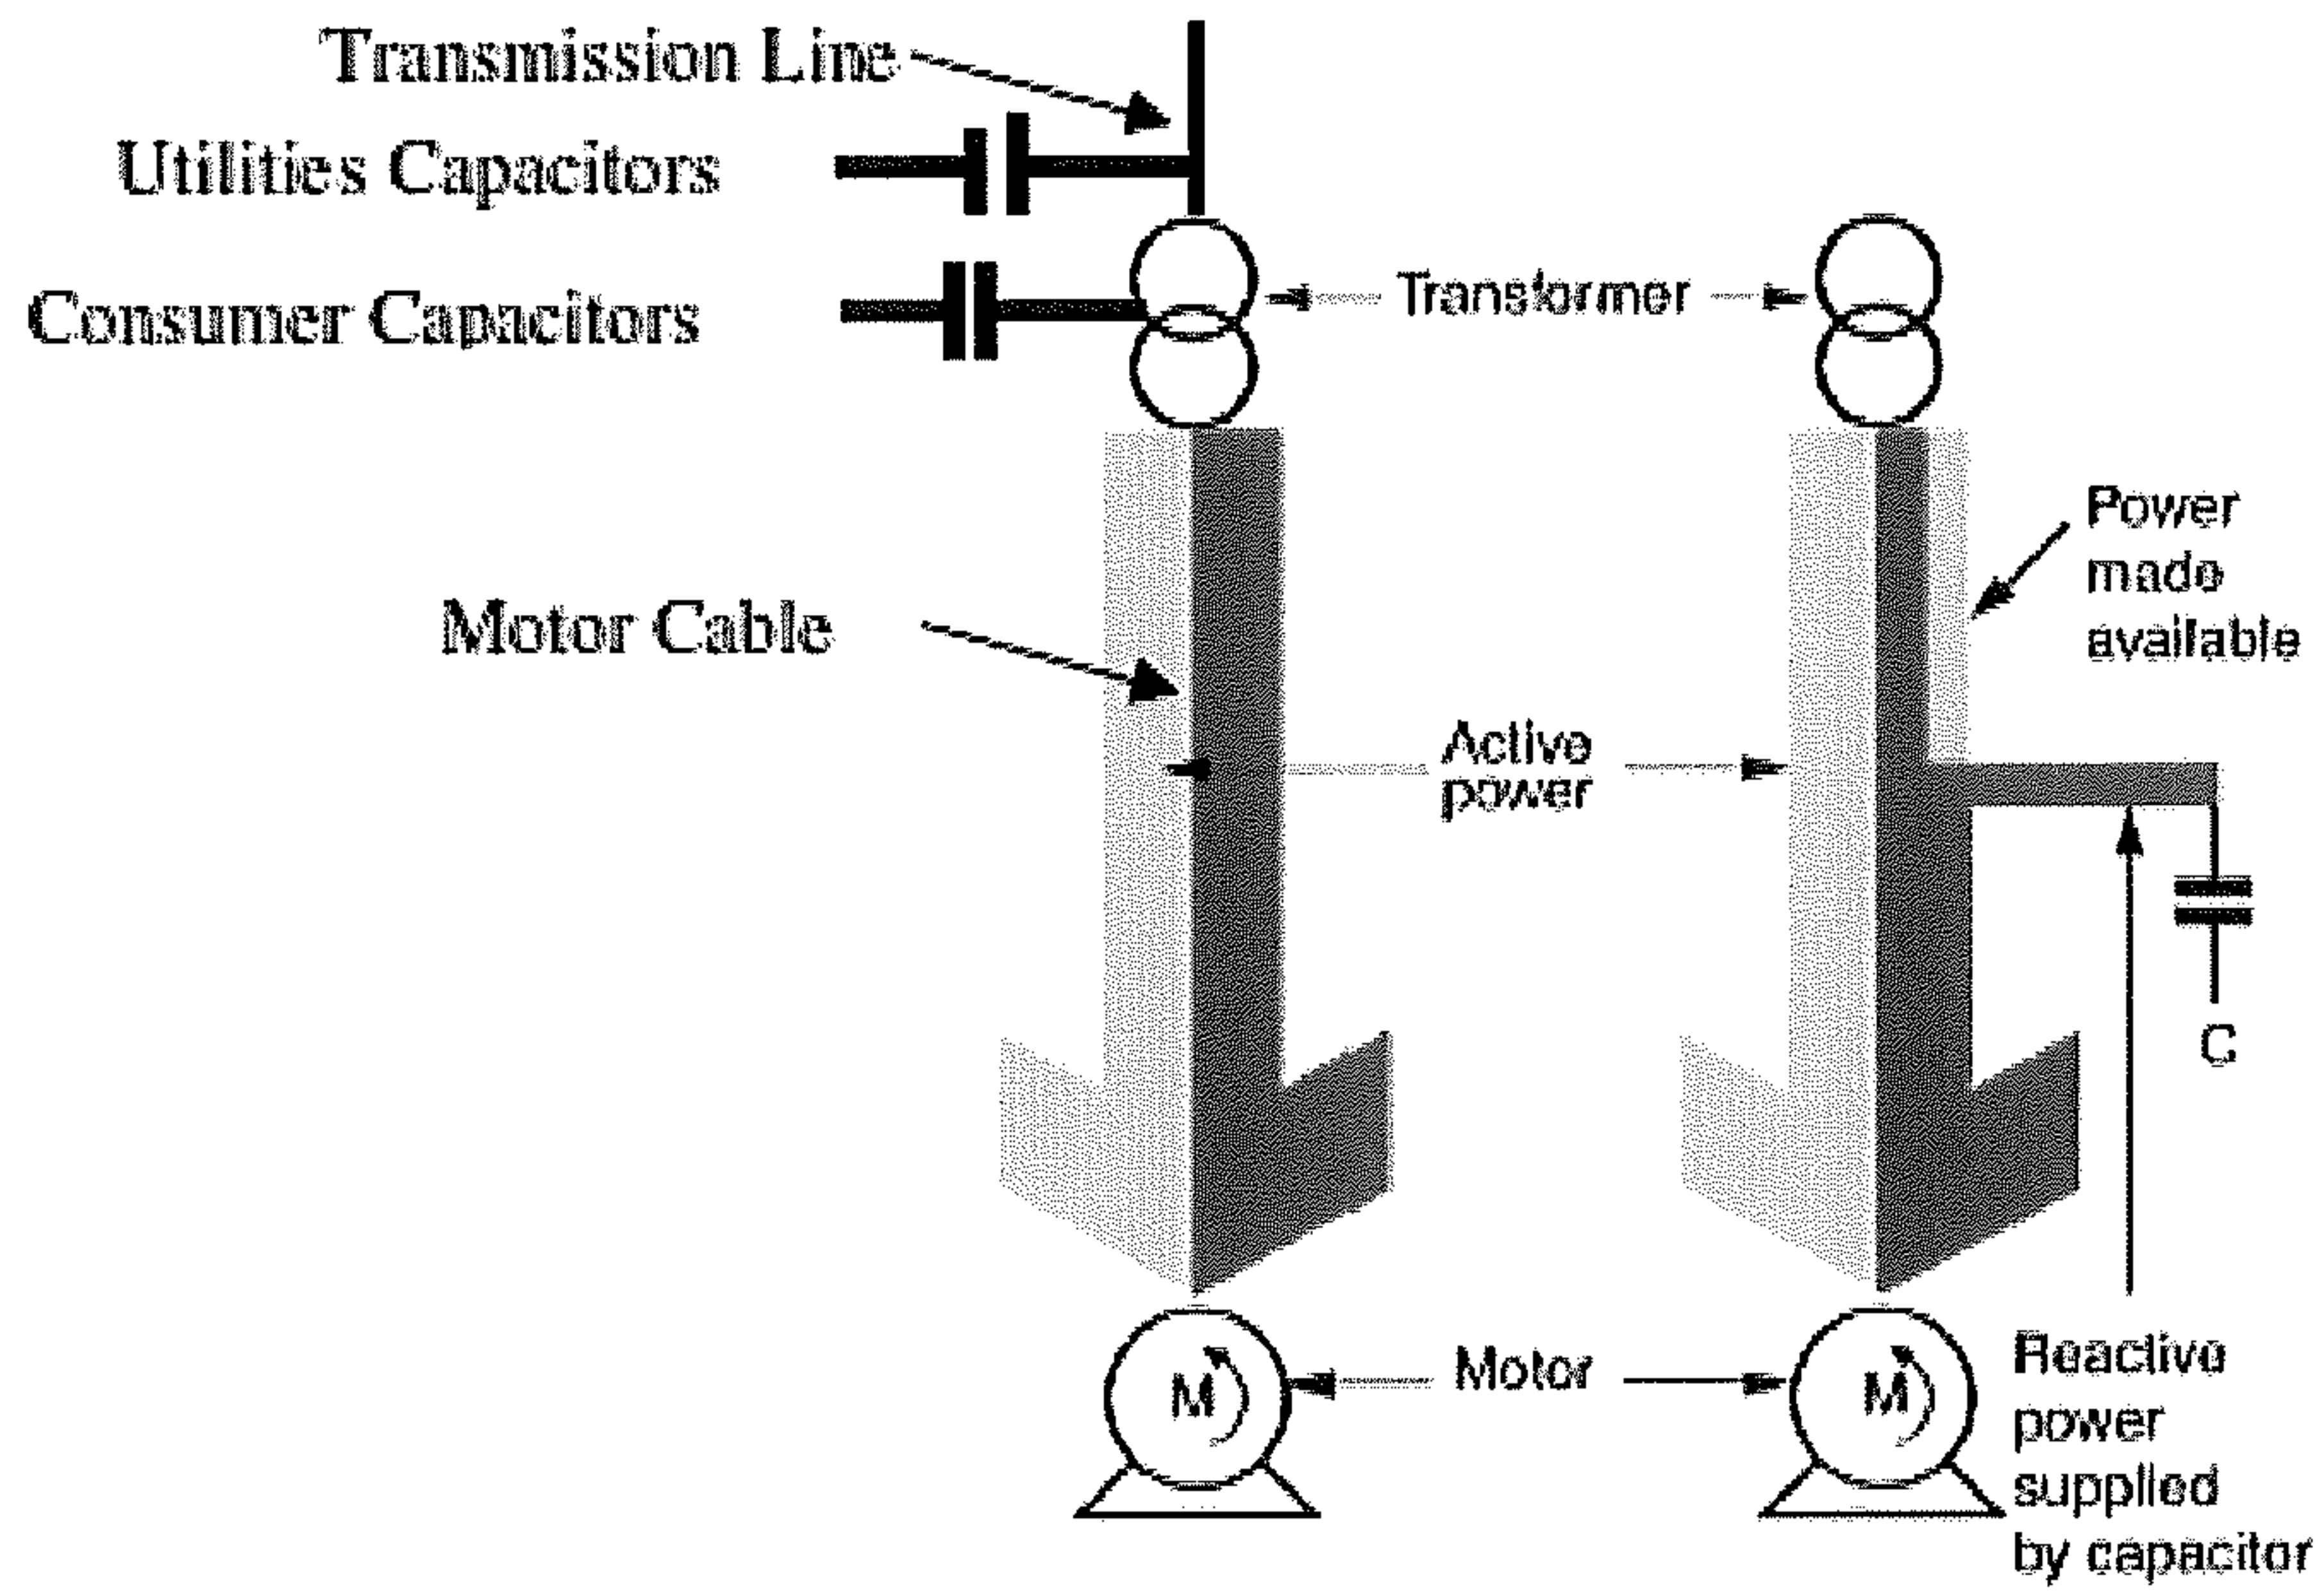 Transmission Line
Utilities Capacitors
Consumer Capacitors
Transformer
Power
made
available
Motor Cable
Active
power
C
Motor
M
M
Reactive
power
supplied
by capacitor